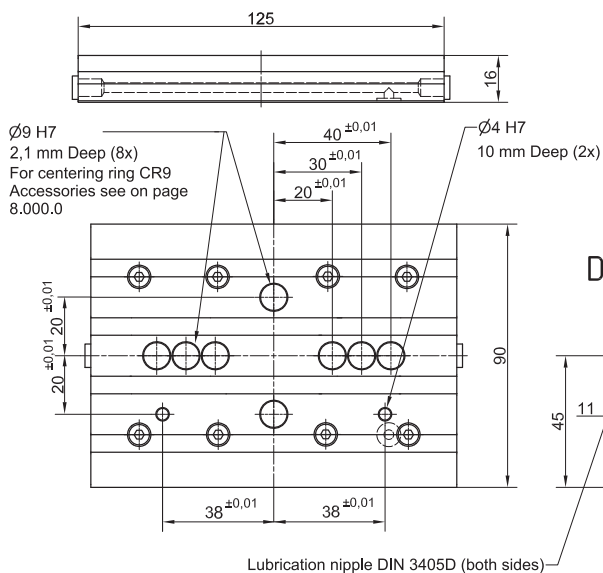 125
16
Ø9 H7
2,1 mm Deep (8x)
For centering ring CR9
Accessories see on page
8.000.0
40 ±0,01
30 ±0,01
20 ±0,01
Ø4 H7
10 mm Deep (2x)
D
20 ±0,01
20 ±0,01
90
45
11
38 ±0,01
38 ±0,01
Lubrication nipple DIN 3405D (both sides)